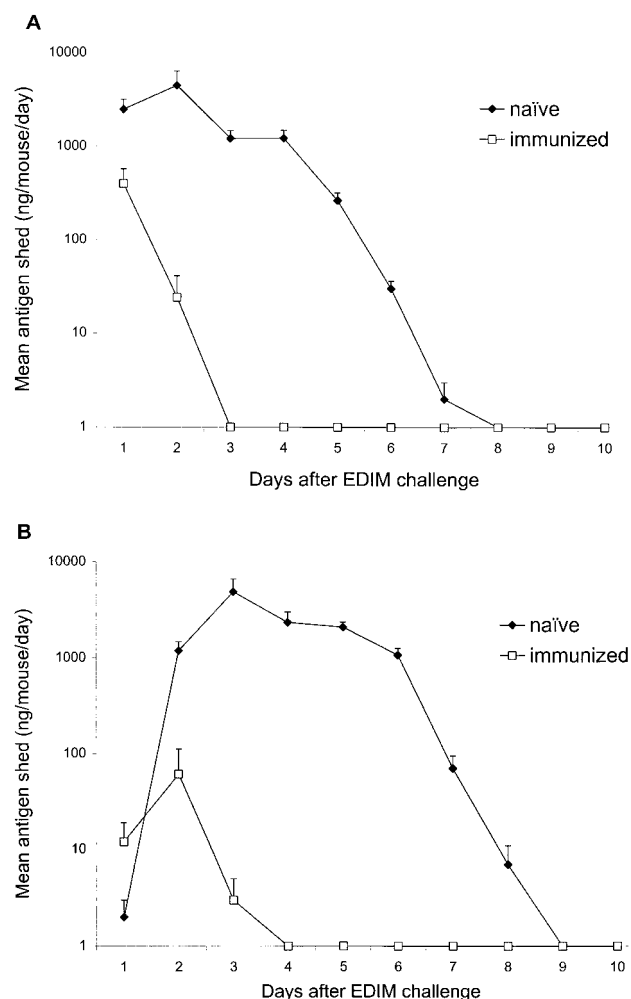 A
10000
1000
100
10
1
Mean antigen shed (ng/mouse/day)
naïve
immunized
1 2 3 4 5 6 7 8 9 10
Days after EDIM challenge
B
10000
1000
100
10
1
Mean antigen shed (ng/mouse/day)
naïve
immunized
1 2 3 4 5 6 7 8 9 10
Days after EDIM challenge